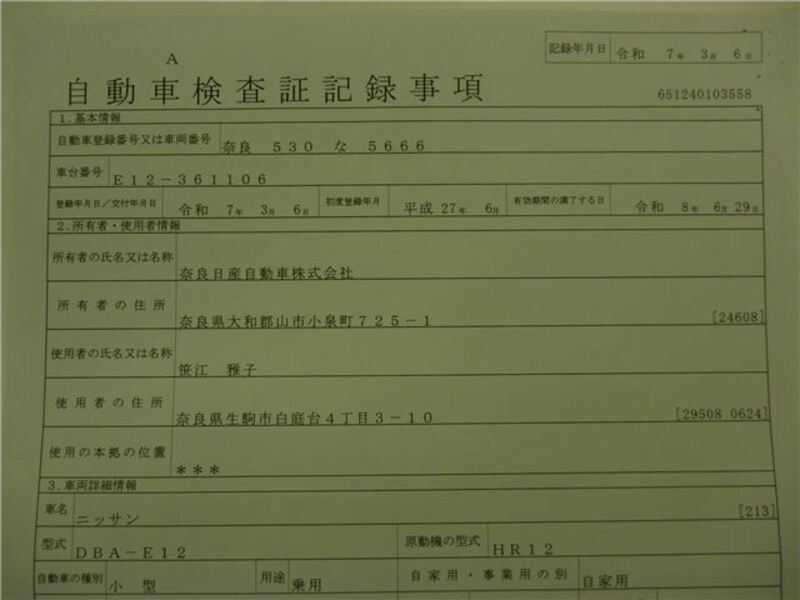 記録年月日 令和 7年 3月 6日
A
自動車検査証記録事項
651240103558
1.基本情報
自動車登録番号又は車両番号 奈良 530 な 5666
車台番号 E12-361106
登録年月日/交付年月日 令和 7年 3月 6日 初度登録年月 平成 27年 6月 有効期間の満了する日 令和 8年 6月 29日
2.所有者・使用者情報
所有者の氏名又は名称 奈良日産自動車株式会社
所有者の住所 奈良県大和郡山市小泉町725-1 [24608]
使用者の氏名又は名称 笹江 雅子
使用者の住所 奈良県生駒市白庭台4丁目3-10 [29508 0624]
使用の本拠の位置 ***
3.車両詳細情報
車名 ニッサン [213]
型式 DBA-E12 原動機の型式 HR12
自動車の種別 小型 用途 乗用 自家用・事業用の別 自家用